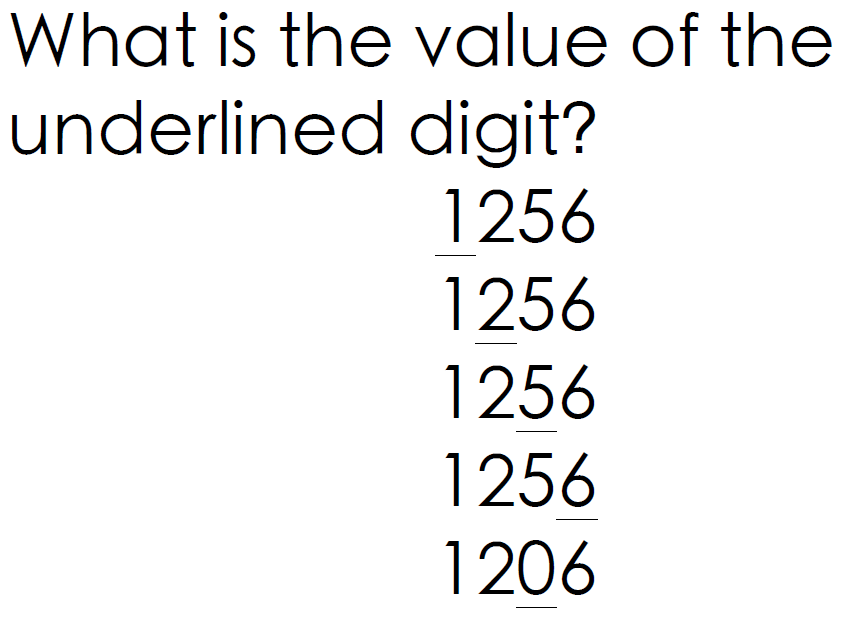 What is the value of the
underlined digit?
1256
1256
1256
1256
1206